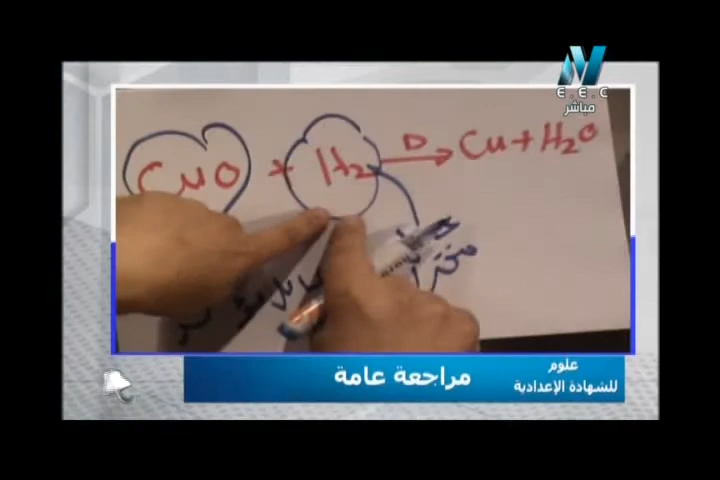 E.E.C
مباشر
CuO + H2 Δ→ Cu + H2O
علوم
للشهادة الإعدادية
مراجعة عامة